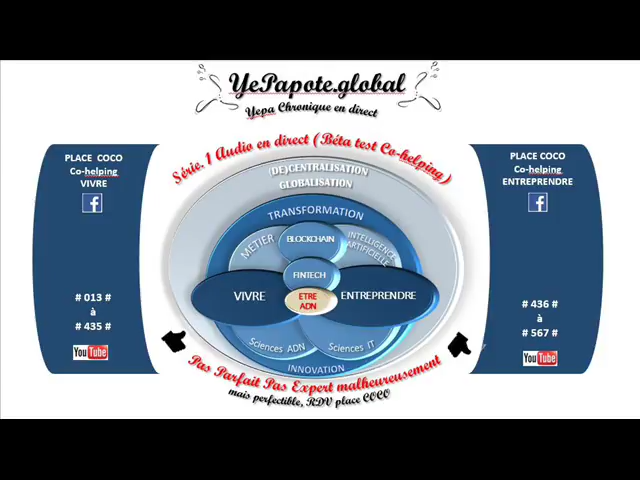 YePapote.global
Yepa Chronique en direct
Série. 1 Audio en direct ( Béta test Co-helping)
PLACE COCO
Co-helping
VIVRE
# 013 #
à
# 435 #
YouTube
(DE)CENTRALISATION
GLOBALISATION
TRANSFORMATION
METIER
BLOCKCHAIN
INTELLIGENCE
ARTIFICIELLE
FINTECH
VIVRE
ETRE
ADN
ENTREPRENDRE
Sciences ADN
Sciences IT
INNOVATION
Pas Parfait Pas Expert malheureusement
mais perfectible, RDV place COCO
PLACE COCO
Co-helping
ENTREPRENDRE
# 436 #
à
# 567 #
YouTube